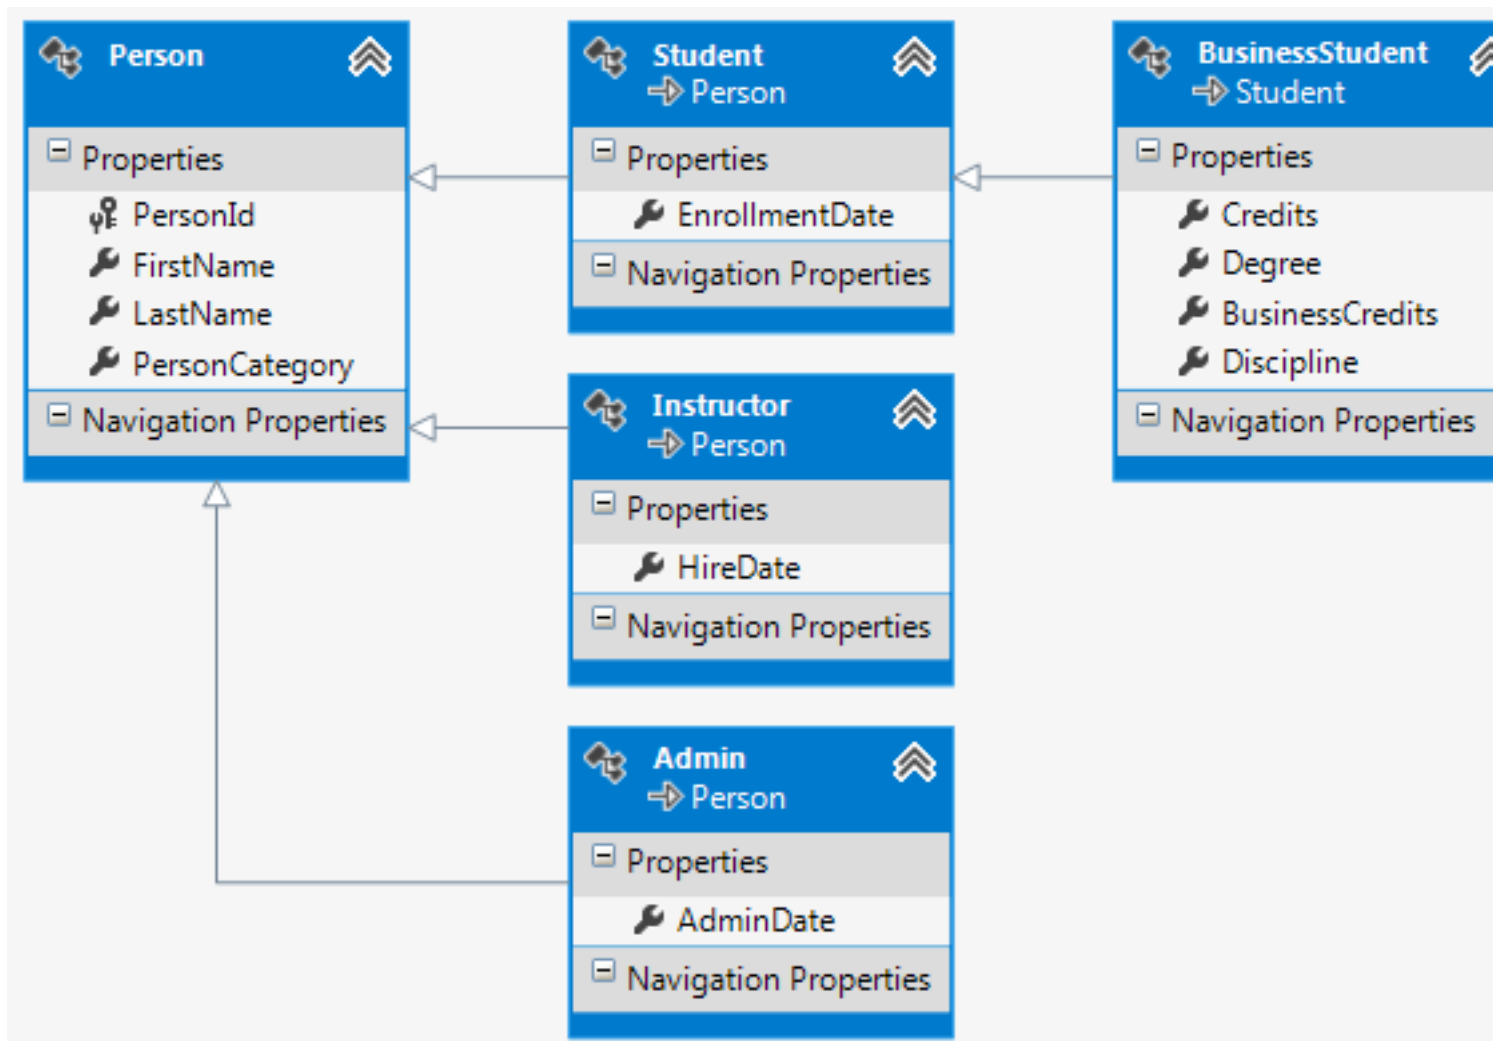 Person
Properties
PersonId
FirstName
LastName
PersonCategory
Navigation Properties
Student
Person
Properties
EnrollmentDate
Navigation Properties
Instructor
Person
Properties
HireDate
Navigation Properties
Admin
Person
Properties
AdminDate
Navigation Properties
BusinessStudent
Student
Properties
Credits
Degree
BusinessCredits
Discipline
Navigation Properties